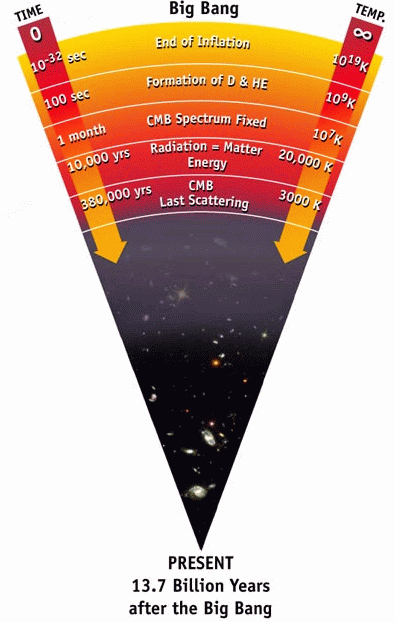 Big Bang
TIME
TEMP.
0
∞
10⁻³² sec
End of Inflation
10¹⁹K
100 sec
Formation of D & HE
10⁹K
1 month
CMB Spectrum Fixed
10⁷K
10,000 yrs
Radiation = Matter
Energy
20,000 K
380,000 yrs
CMB
Last Scattering
3000 K
PRESENT
13.7 Billion Years
after the Big Bang